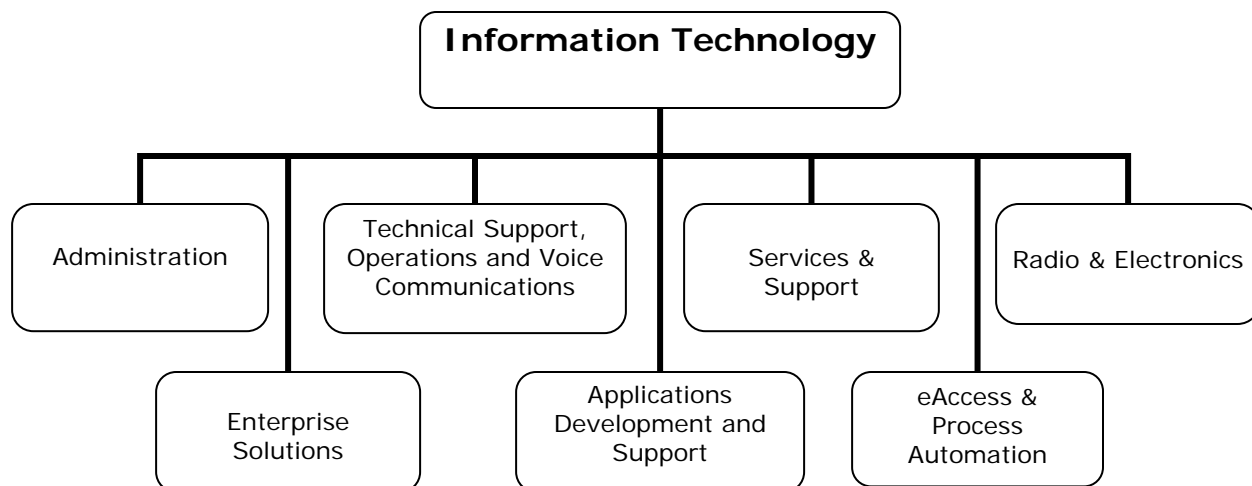 Information Technology
Administration
Technical Support,
Operations and Voice
Communications
Services &
Support
Radio & Electronics
Enterprise
Solutions
Applications
Development and
Support
eAccess &
Process
Automation